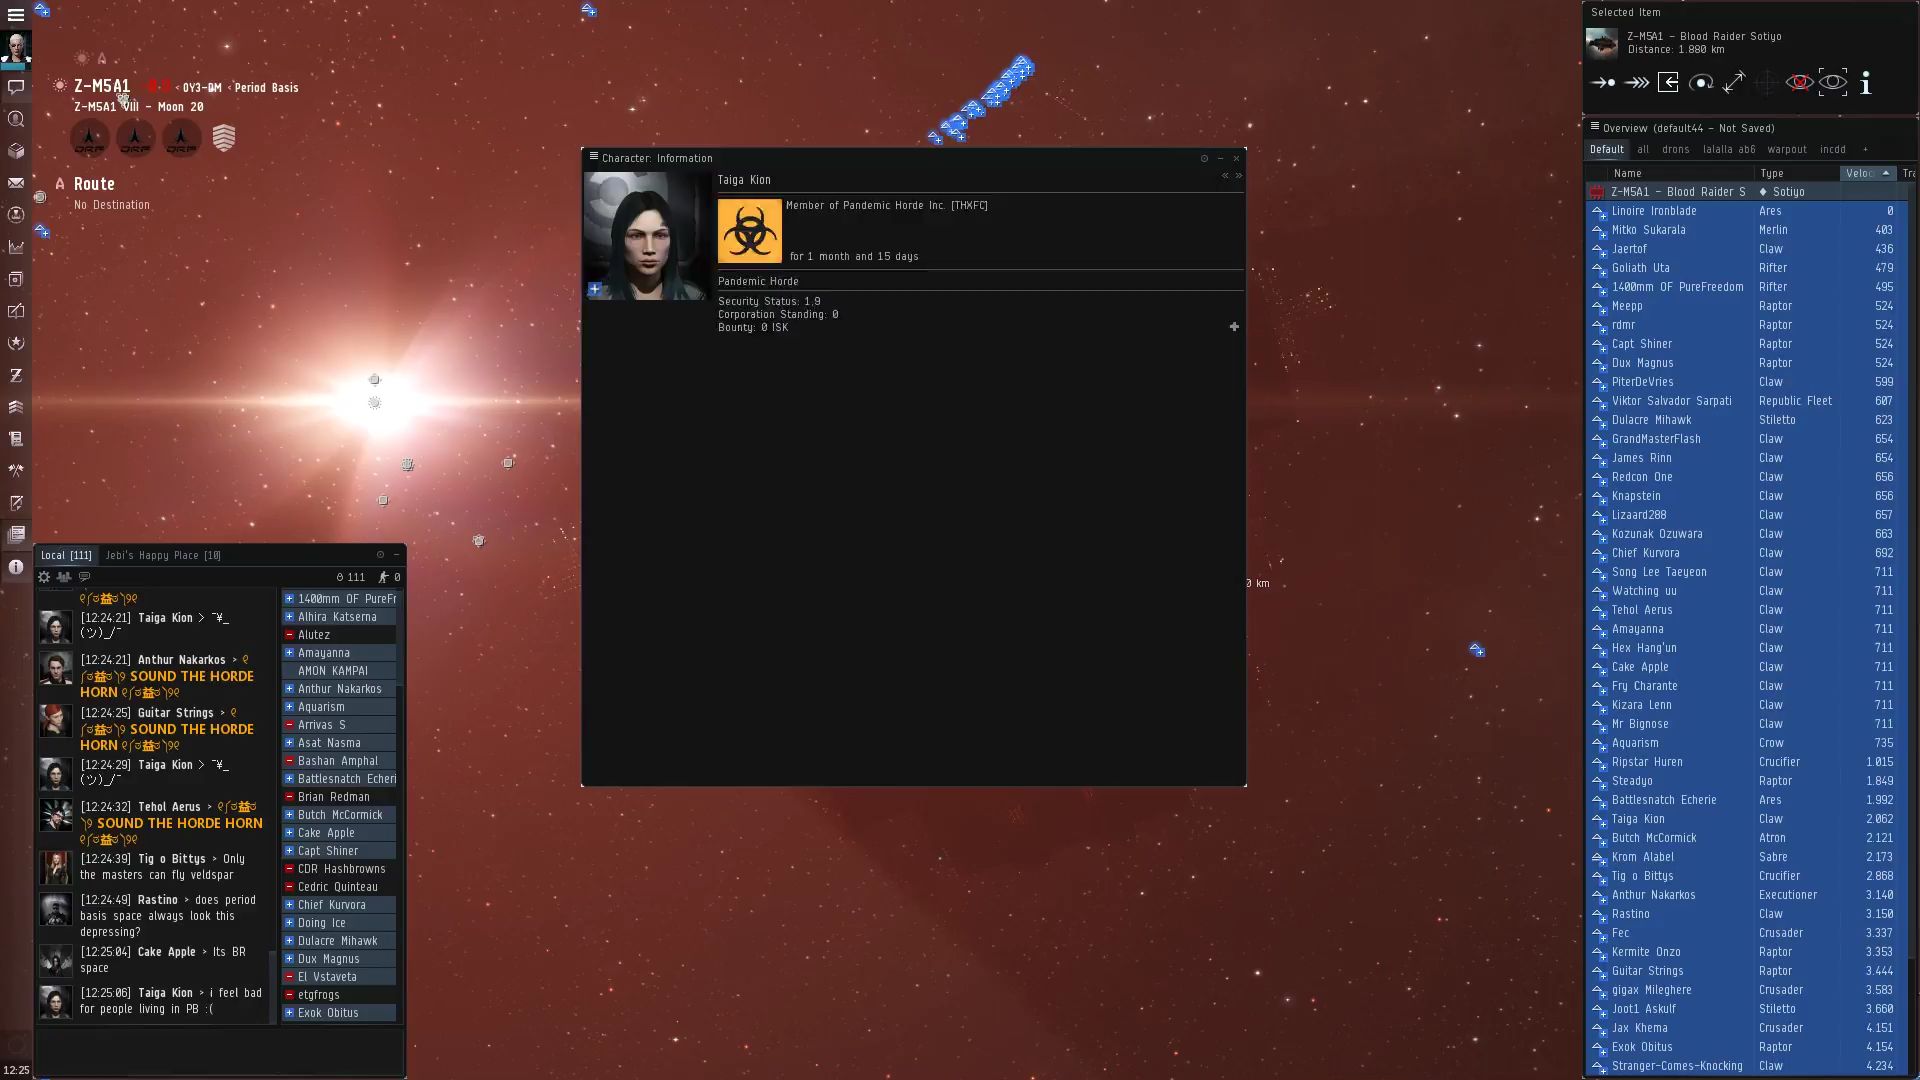 Z-M5A1
< OY3-DM < Period Basis
Z-M5A1 VIII - Moon 20
Route
No Destination
Character: Information
Taiga Kion
Member of Pandemic Horde Inc. [THXFC]
for 1 month and 15 days
Pandemic Horde
Security Status: 1,9
Corporation Standing: 0
Bounty: 0 ISK
0 km
Local [111]
Jebi's Happy Place [10]
111
0
[12:24:21] Taiga Kion > ¯¥_
(ツ)_/¯
[12:24:21] Anthur Nakarkos >
SOUND THE HORDE
HORN
[12:24:25] Guitar Strings >
SOUND THE HORDE
HORN
[12:24:29] Taiga Kion > ¯¥_
(ツ)_/¯
[12:24:32] Tehol Aerus >
SOUND THE HORDE HORN
[12:24:39] Tig o Bittys > Only
the masters can fly veldspar
[12:24:49] Rastino > does period
basis space always look this
depressing?
[12:25:04] Cake Apple > Its BR
space
[12:25:06] Taiga Kion > i feel bad
for people living in PB :(
1400mm OF PureFr
Alhira Katserna
Alutez
Amayanna
AMON KAMPAI
Anthur Nakarkos
Aquarism
Arrivas S
Asat Nasma
Bashan Amphal
Battlesnatch Echeri
Brian Redman
Butch McCormick
Cake Apple
Capt Shiner
CDR Hashbrowns
Cedric Quinteau
Chief Kurvora
Doing Ice
Dulacre Mihawk
Dux Magnus
El Vstaveta
etgfrogs
Exok Obitus
12:25
Selected Item
Z-M5A1 - Blood Raider Sotiyo
Distance: 1.880 km
Overview (default44 - Not Saved)
Default all drons lalalla ab6 warpout incdd +
Name Type Veloc Tra
Z-M5A1 - Blood Raider S ♦ Sotiyo
Linoire Ironblade Ares 0
Mitko Sukarala Merlin 403
Jaertof Claw 436
Goliath Uta Rifter 479
1400mm OF PureFreedom Rifter 495
Meepp Raptor 524
rdmr Raptor 524
Capt Shiner Raptor 524
Dux Magnus Raptor 524
PiterDeVries Claw 599
Viktor Salvador Sarpati Republic Fleet 607
Dulacre Mihawk Stiletto 623
GrandMasterFlash Claw 654
James Rinn Claw 654
Redcon One Claw 656
Knapstein Claw 656
Lizaard288 Claw 657
Kozunak Ozuwara Claw 663
Chief Kurvora Claw 692
Song Lee Taeyeon Claw 711
Watching uu Claw 711
Tehol Aerus Claw 711
Amayanna Claw 711
Hex Hang'un Claw 711
Cake Apple Claw 711
Fry Charante Claw 711
Kizara Lenn Claw 711
Mr Bignose Claw 711
Aquarism Crow 735
Ripstar Huren Crucifier 1.015
Steadyo Raptor 1.849
Battlesnatch Echerie Ares 1.992
Taiga Kion Claw 2.062
Butch McCormick Atron 2.121
Krom Alabel Sabre 2.173
Tig o Bittys Crucifier 2.868
Anthur Nakarkos Executioner 3.140
Rastino Claw 3.150
Fec Crusader 3.337
Kermite Onzo Raptor 3.353
Guitar Strings Raptor 3.444
gigax Mileghere Crusader 3.583
Joot1 Askulf Stiletto 3.660
Jax Khema Crusader 4.151
Exok Obitus Raptor 4.154
Stranger-Comes-Knocking Claw 4.234